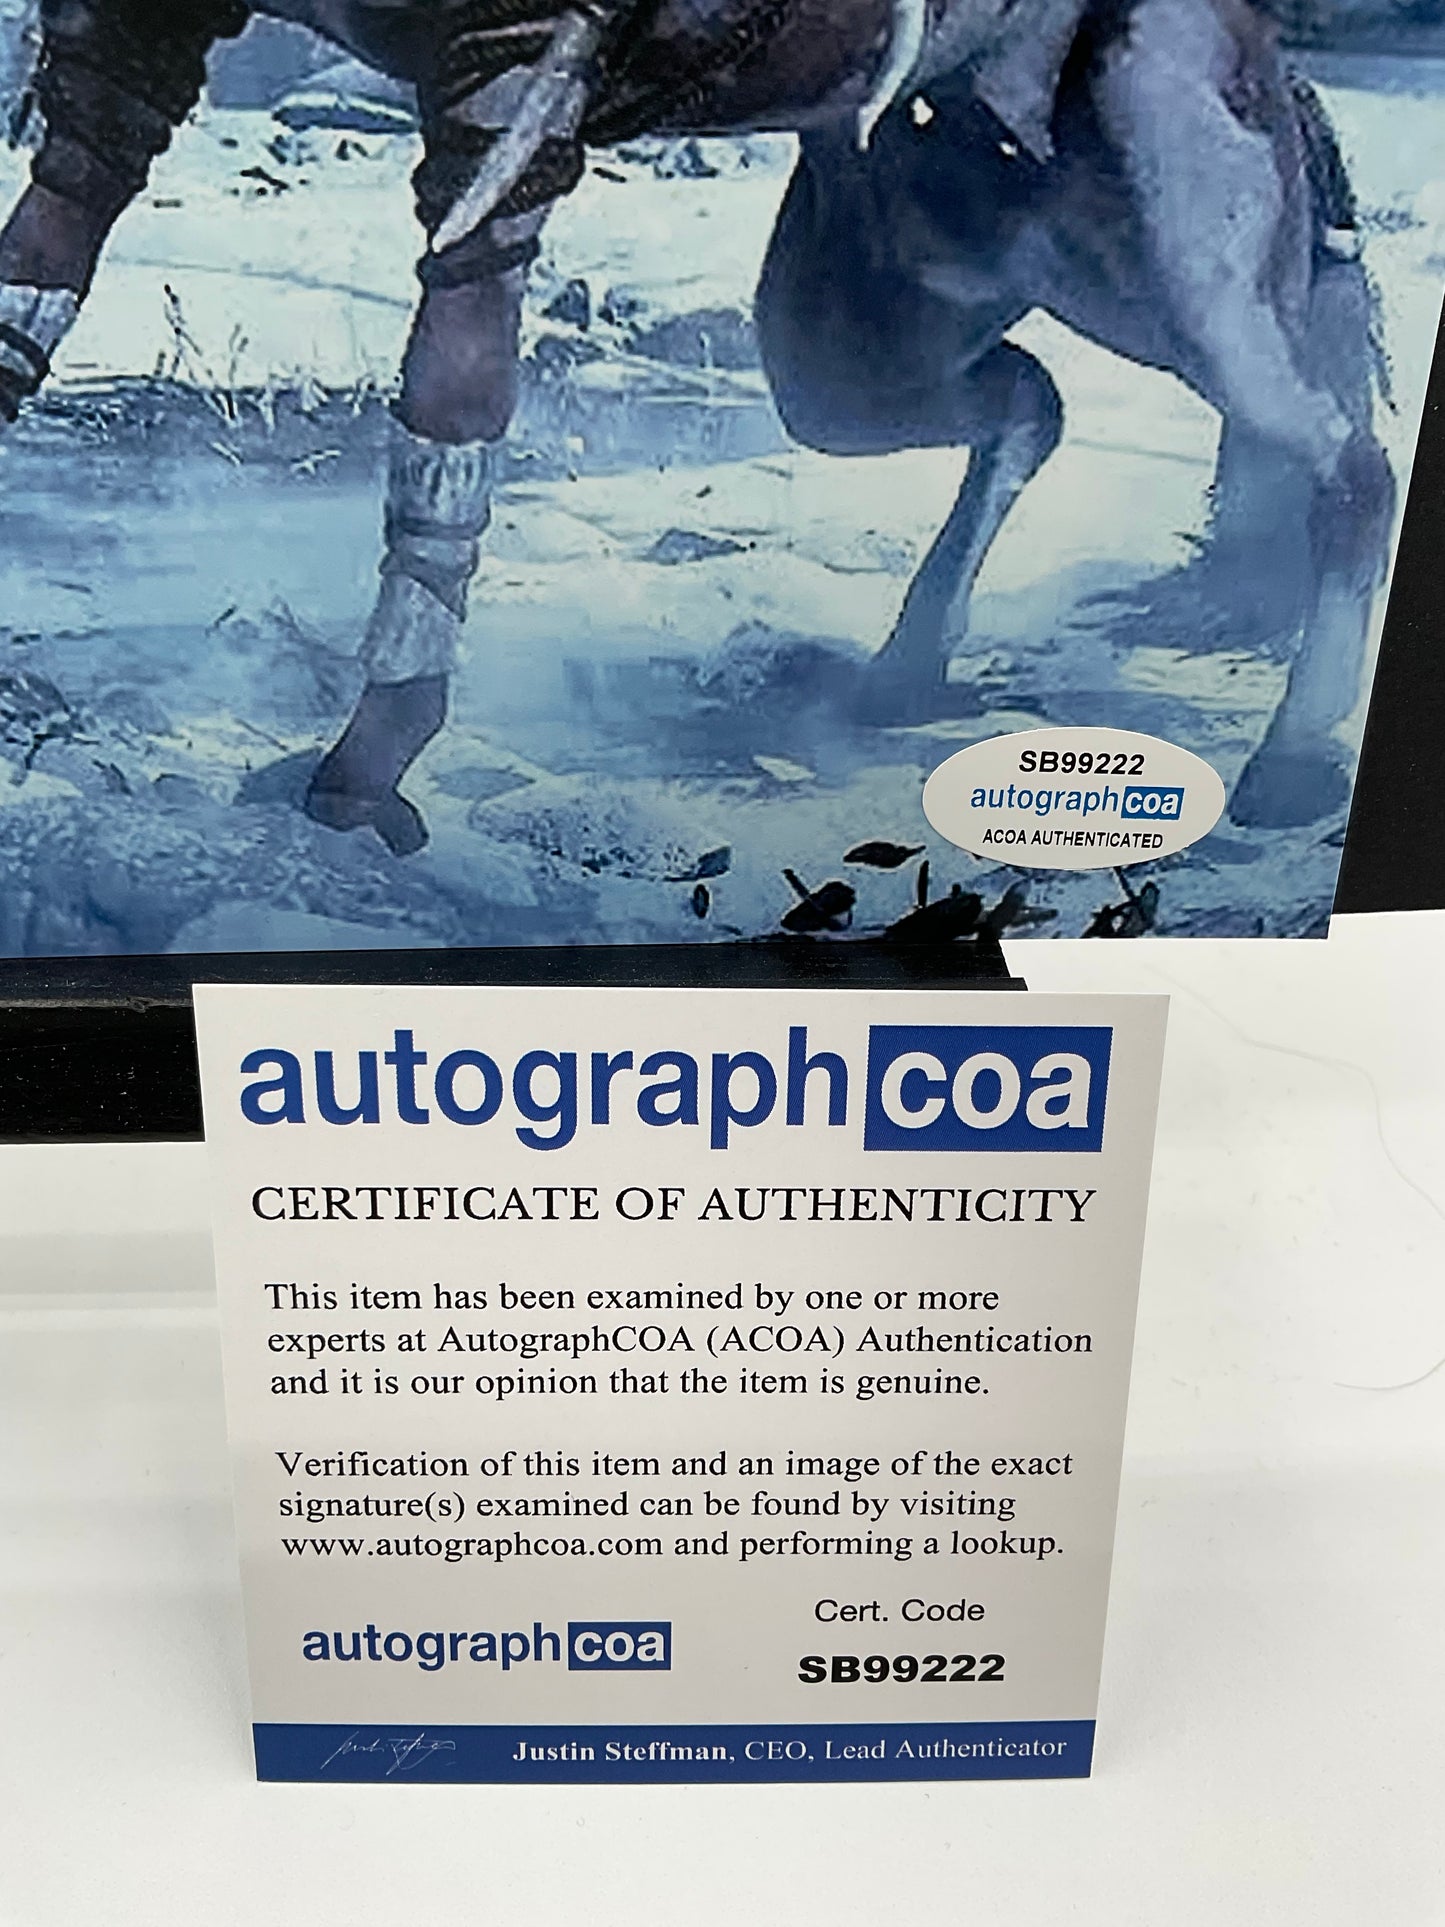 SB99222
autographcoa
ACOA AUTHENTICATED
autographcoa
CERTIFICATE OF AUTHENTICITY
This item has been examined by one or more
experts at AutographCOA (ACOA) Authentication
and it is our opinion that the item is genuine.
Verification of this item and an image of the exact
signature(s) examined can be found by visiting
www.autographcoa.com and performing a lookup.
Cert. Code
autographcoa
SB99222
Justin Steffman, CEO, Lead Authenticator